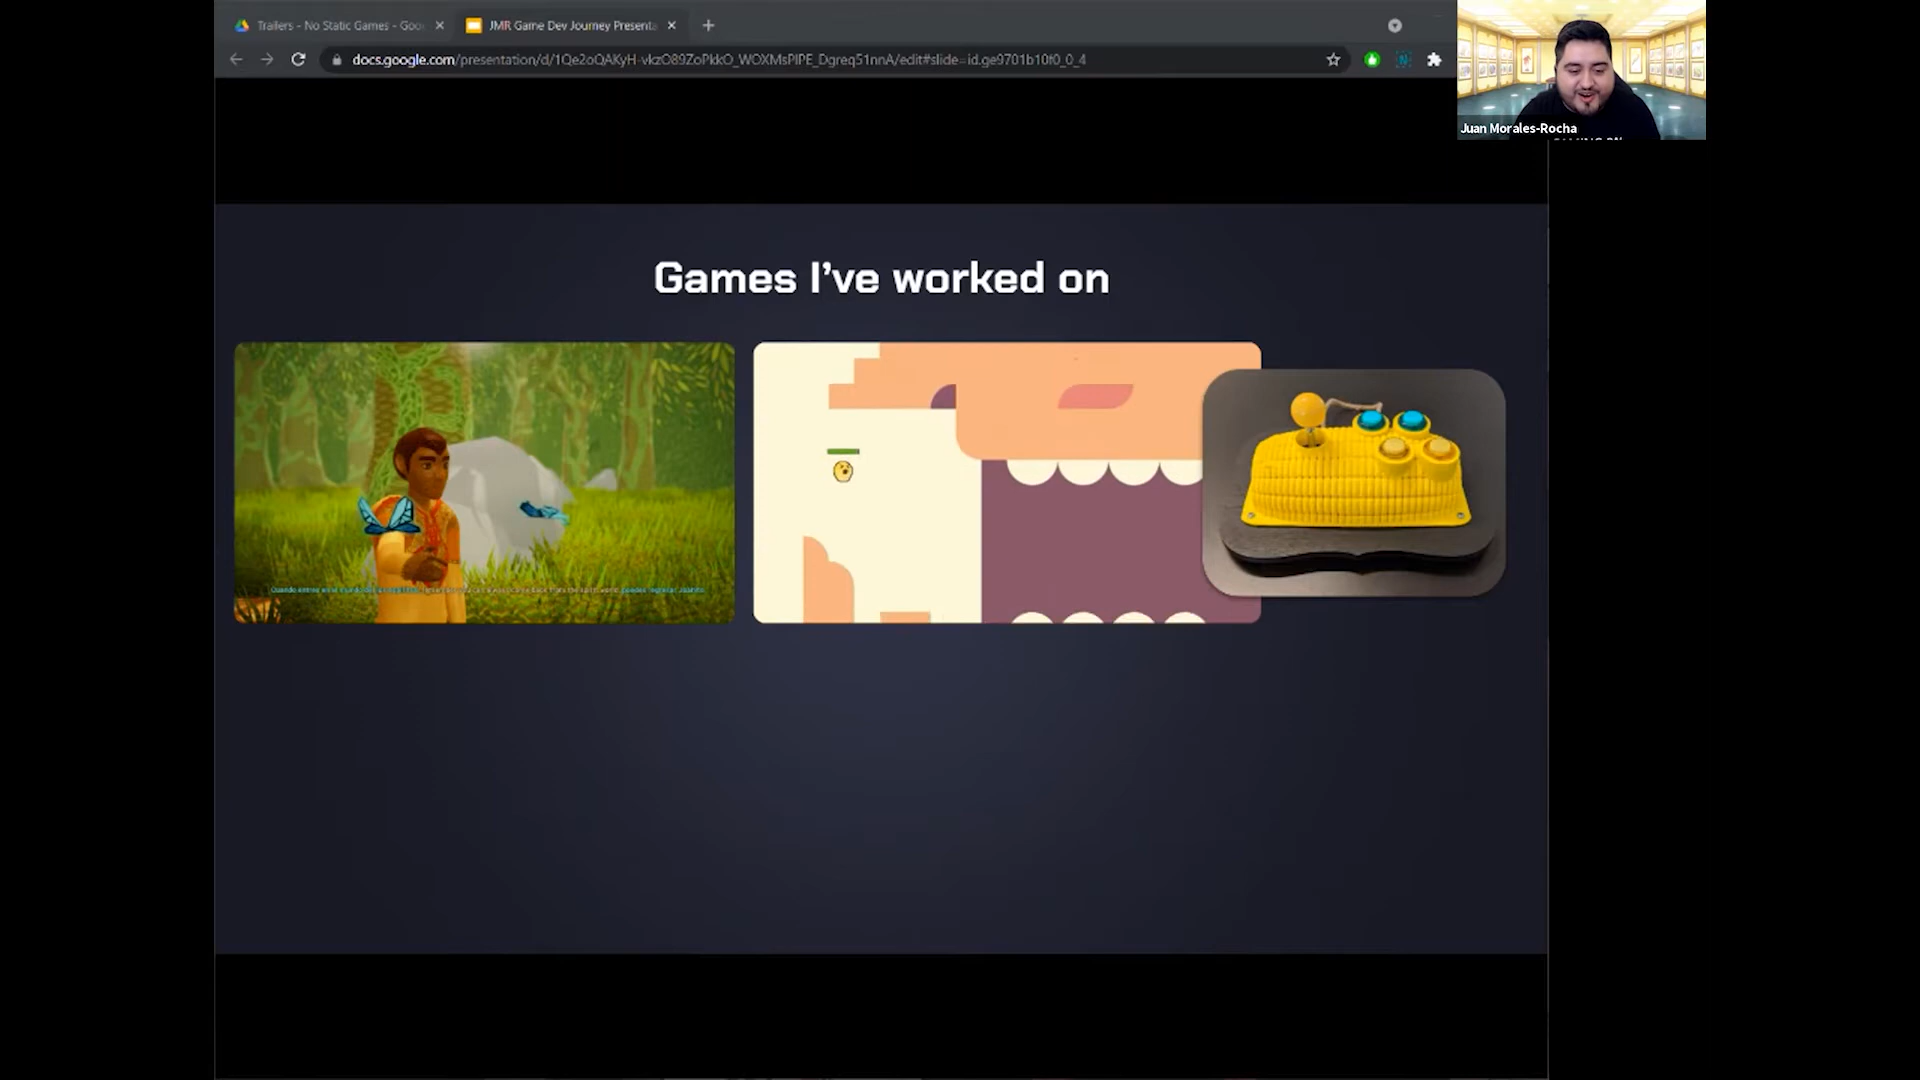 Trailers - No Static Games - Goo
JMR Game Dev Journey Presenta
docs.google.com/presentation/d/1Qe2oQAKyH-vkzO89ZoPkkO_WOXMsPIPE_Dgreq51nnA/edit#slide=id.ge9701b10f0_0_4
Juan Morales-Rocha
Games I've worked on